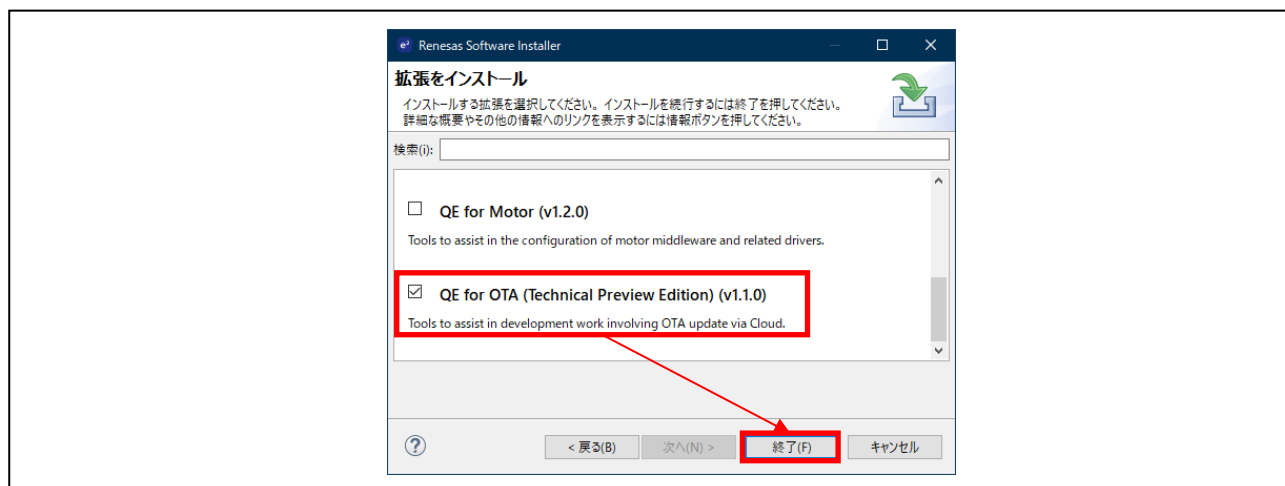 e² Renesas Software Installer
拡張をインストール
インストールする拡張を選択してください。インストールを続行するには終了を押してください。
詳細な概要やその他の情報へのリンクを表示するには情報ボタンを押してください。
検索(i):
QE for Motor (v1.2.0)
Tools to assist in the configuration of motor middleware and related drivers.
QE for OTA (Technical Preview Edition) (v1.1.0)
Tools to assist in development work involving OTA update via Cloud.
? < 戻る(B) 次へ(N) > 終了(F) キャンセル